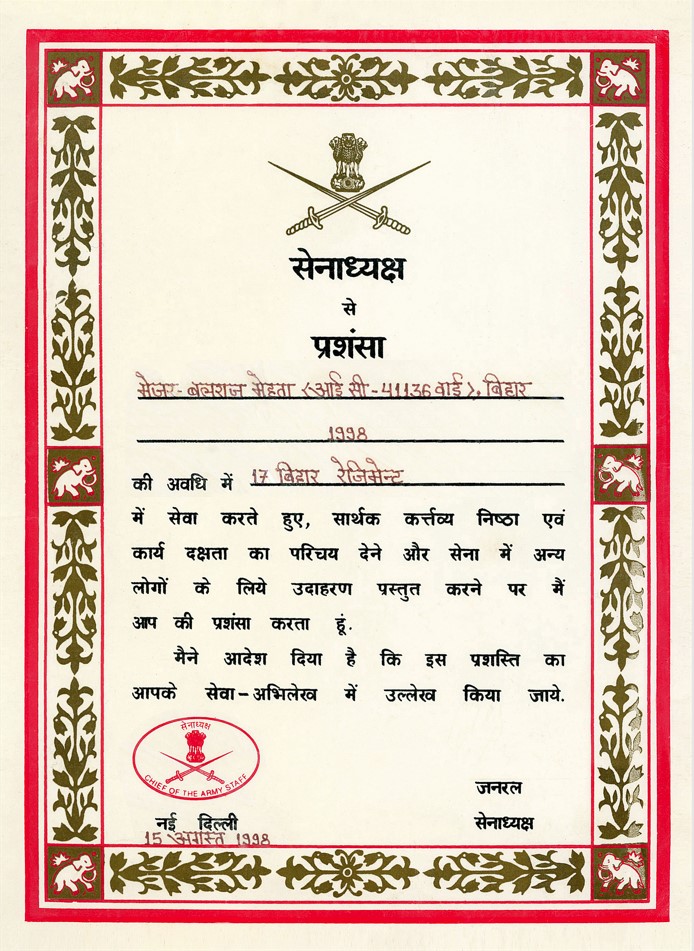 सेनाध्यक्ष
से
प्रशंसा
मेजर-बलराज मेहता <आई सी-41136वाई>. बिहार
1998
की अवधि में 17 बिहार रेजिमेन्ट
में सेवा करते हुए, सार्थक कर्त्तव्य निष्ठा एवं
कार्य दक्षता का परिचय देने और सेना में अन्य
लोगों के लिये उदाहरण प्रस्तुत करने पर मैं
आप की प्रशंसा करता हूं.
मैने आदेश दिया है कि इस प्रशस्ति का
आपके सेवा-अभिलेख में उल्लेख किया जाये.
सेनाध्यक्ष
CHIEF OF THE ARMY STAFF
जनरल
नई दिल्ली सेनाध्यक्ष
15 अगस्त 1998